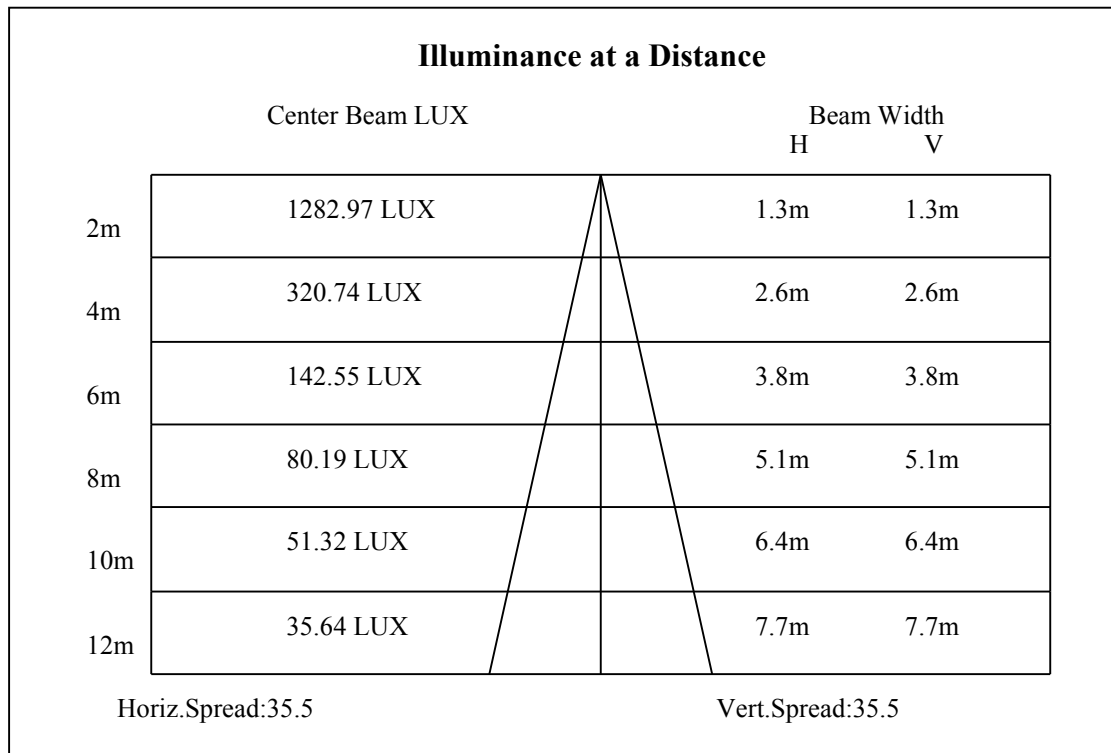 Illuminance at a Distance
Center Beam LUX Beam Width
H V
2m 1282.97 LUX 1.3m 1.3m
4m 320.74 LUX 2.6m 2.6m
6m 142.55 LUX 3.8m 3.8m
8m 80.19 LUX 5.1m 5.1m
10m 51.32 LUX 6.4m 6.4m
12m 35.64 LUX 7.7m 7.7m
Horiz.Spread:35.5 Vert.Spread:35.5